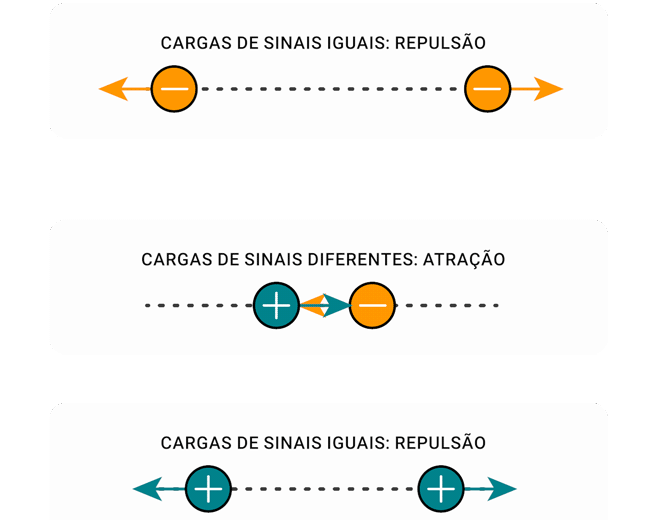 CARGAS DE SINAIS IGUAIS: REPULSÃO
− −
CARGAS DE SINAIS DIFERENTES: ATRAÇÃO
+ −
CARGAS DE SINAIS IGUAIS: REPULSÃO
+ +